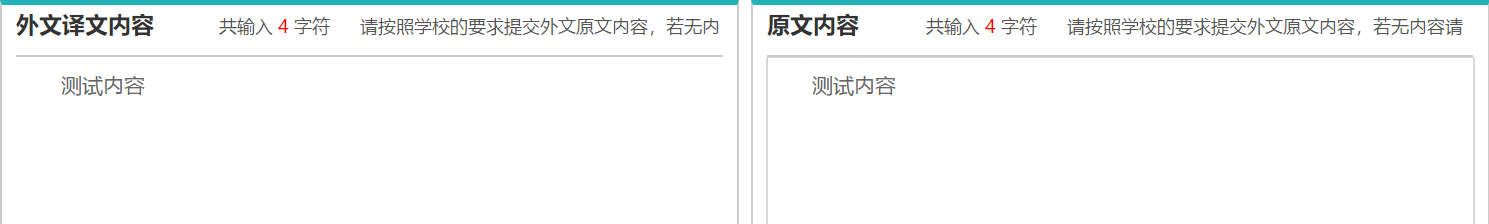 外文译文内容 共输入 4 字符 请按照学校的要求提交外文原文内容，若无内
测试内容
原文内容 共输入 4 字符 请按照学校的要求提交外文原文内容，若无内容请
测试内容